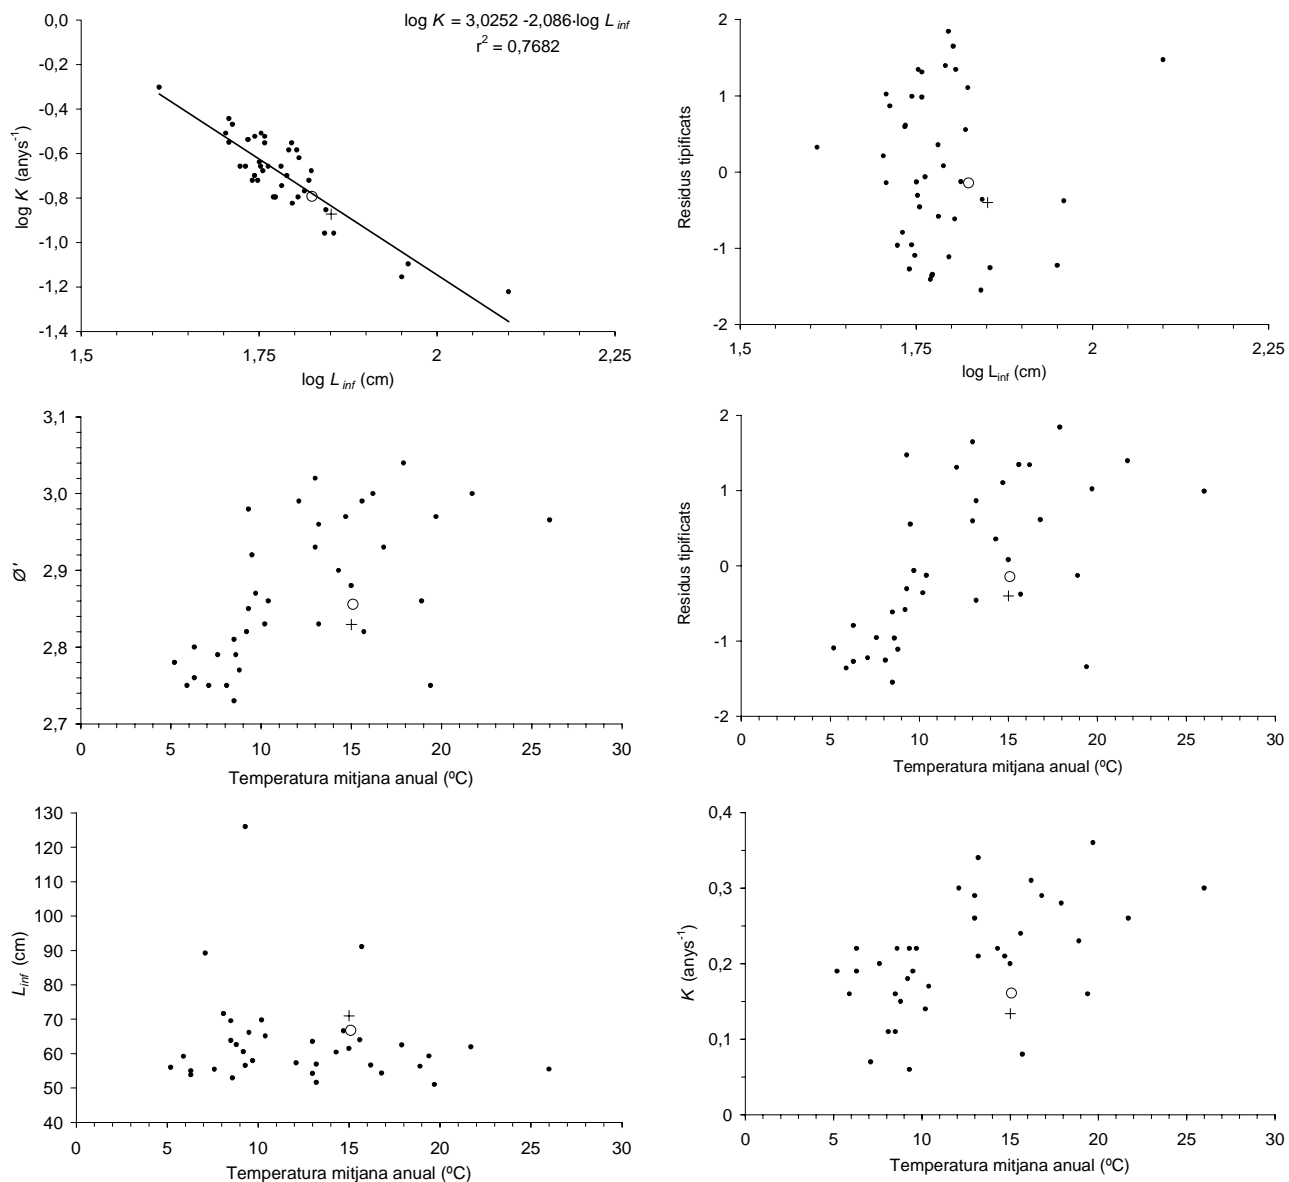 log K = 3,0252 -2,086·log L inf
r² = 0,7682
0,0
-0,2
-0,4
-0,6
-0,8
-1,0
-1,2
-1,4
log K (anys⁻¹)
1,5 1,75 2 2,25
log L inf (cm)
2
1
0
-1
-2
Residus tipificats
1,5 1,75 2 2,25
log Linf (cm)
3,1
3,0
2,9
2,8
2,7
Ø'
0 5 10 15 20 25 30
Temperatura mitjana anual (ºC)
2
1
0
-1
-2
Residus tipificats
0 5 10 15 20 25 30
Temperatura mitjana anual (ºC)
130
120
110
100
90
80
70
60
50
40
Linf (cm)
0 5 10 15 20 25 30
Temperatura mitjana anual (ºC)
0,4
0,3
0,2
0,1
0
K (anys⁻¹)
0 5 10 15 20 25 30
Temperatura mitjana anual (ºC)